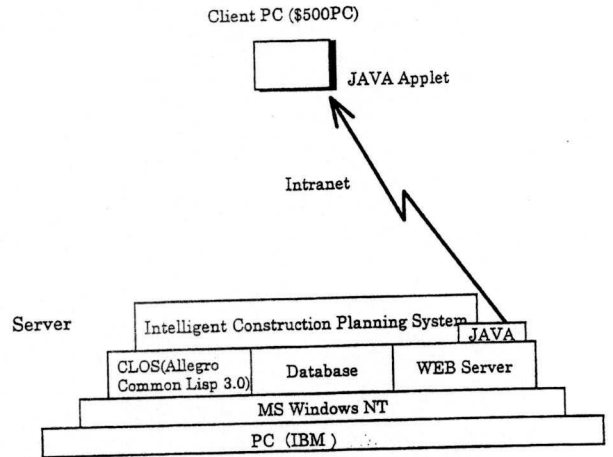 Client PC ($500PC)
JAVA Applet
Intranet
Server
Intelligent Construction Planning System
JAVA
CLOS(Allegro
Common Lisp 3.0)
Database
WEB Server
MS Windows NT
PC (IBM )